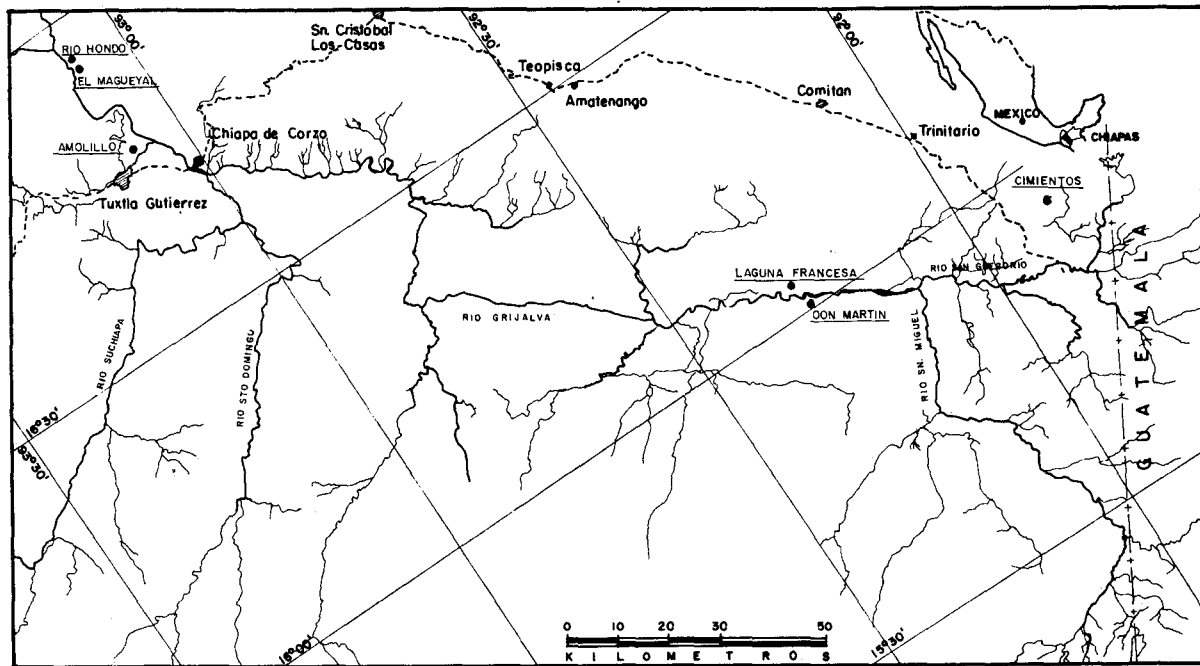 93°00'
Sn. Cristobal
Los Casas
92°30'
92°00'
RIO HONDO
EL MAGUEYAL
Teopisca
Amatenango
Comitan
MEXICO
CHIAPAS
Trinitario
Chiapa de Corzo
AMOLILLO
Tuxtla Gutierrez
CIMIENTOS
RIO SAN GREGORIO
LAGUNA FRANCESA
DON MARTIN
RIO GRIJALVA
RIO SUCHIAPA
RIO STO DOMINGO
RIO SN. MIGUEL
GUATEMALA
16°30'
93°30'
16°00'
15°30'
0 10 20 30 50
KILOMETROS